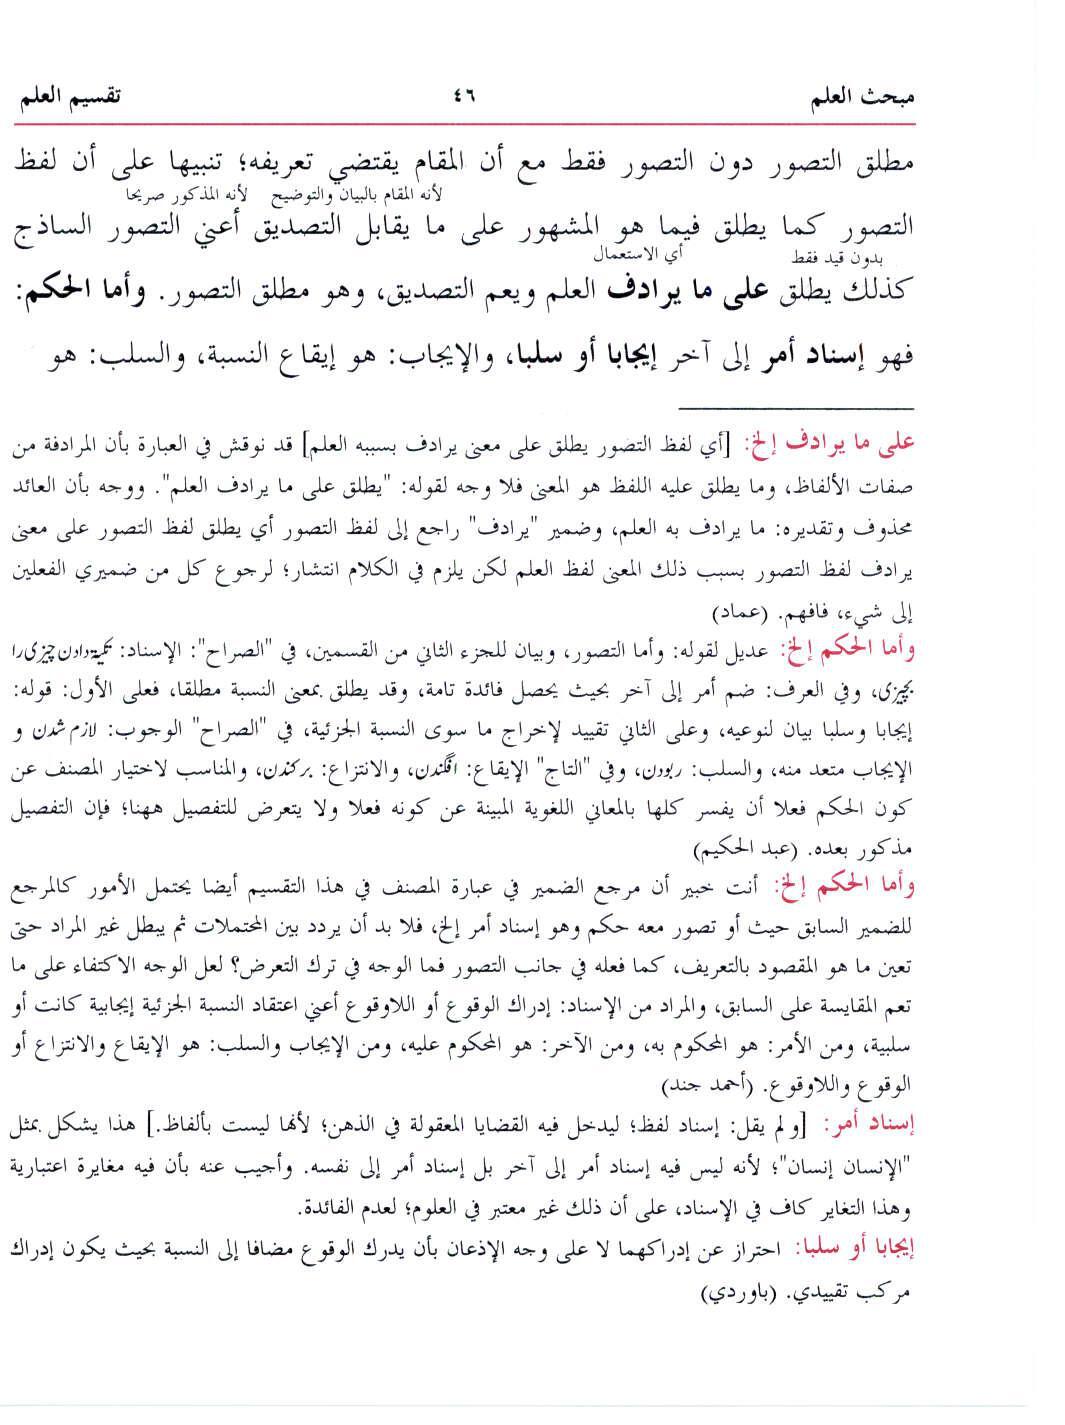 مبحث العلم ٤٦ تقسيم العلم
مطلق التصور دون التصور فقط مع أن المقام يقتضي تعريفه؛ تنبيها على أن لفظ
لأنه المقام بالبيان والتوضيح لأنه المذكور صريحا
التصور كما يطلق فيما هو المشهور على ما يقابل التصديق أعني التصور الساذج
بدون قيد فقط أي الاستعمال
كذلك يطلق على ما يرادف العلم ويعم التصديق، وهو مطلق التصور. وأما الحكم:
فهو إسناد أمر إلى آخر إيجابا أو سلبا، والإيجاب: هو إيقاع النسبة، والسلب: هو
على ما يرادف إلخ: [أي لفظ التصور يطلق على معنى يرادف بسببه العلم] قد نوقش في العبارة بأن المرادفة من
صفات الألفاظ، وما يطلق عليه اللفظ هو المعنى فلا وجه لقوله: "يطلق على ما يرادف العلم". ووجه بأن العائد
محذوف وتقديره: ما يرادف به العلم، وضمير "يرادف" راجع إلى لفظ التصور أي يطلق لفظ التصور على معنى
يرادف لفظ التصور بسبب ذلك المعنى لفظ العلم لكن يلزم في الكلام انتشار؛ لرجوع كل من ضميري الفعلين
إلى شيء، فافهم. (عماد)
وأما الحكم إلخ: عديل لقوله: وأما التصور، وبيان للجزء الثاني من القسمين، في "الصراح": الإسناد: تکیہ دادن چیزی را
بچیزی، وفي العرف: ضم أمر إلى آخر بحيث يحصل فائدة تامة، وقد يطلق بمعنى النسبة مطلقا، فعلى الأول: قوله:
إيجابا وسلبا بيان لنوعيه، وعلى الثاني تقييد لإخراج ما سوى النسبة الجزئية، في "الصراح" الوجوب: لازم شدن و
الإيجاب متعد منه، والسلب: ربودن، وفي "التاج" الإيقاع: افگندن، والانتزاع: برکندن، والمناسب لاختيار المصنف عن
كون الحكم فعلا أن يفسر كلها بالمعاني اللغوية المبينة عن كونه فعلا ولا يتعرض للتفصيل ههنا؛ فإن التفصيل
مذكور بعده. (عبد الحكيم)
وأما الحكم إلخ: أنت خبير أن مرجع الضمير في عبارة المصنف في هذا التقسيم أيضا يحتمل الأمور كالمرجع
للضمير السابق حيث أو تصور معه حكم وهو إسناد أمر إلخ، فلا بد أن يردد بين المحتملات ثم يبطل غير المراد حتى
تعين ما هو المقصود بالتعريف، كما فعله في جانب التصور فما الوجه في ترك التعرض؟ لعل الوجه الاكتفاء على ما
تعم المقايسة على السابق، والمراد من الإسناد: إدراك الوقوع أو اللاوقوع أعني اعتقاد النسبة الجزئية إيجابية كانت أو
سلبية، ومن الأمر: هو المحكوم به، ومن الآخر: هو المحكوم عليه، ومن الإيجاب والسلب: هو الإيقاع والانتزاع أو
الوقوع واللاوقوع. (أحمد جند)
إسناد أمر: [ولم يقل: إسناد لفظ؛ ليدخل فيه القضايا المعقولة في الذهن؛ لأنها ليست بألفاظ.] هذا يشكل بمثل
"الإنسان إنسان"؛ لأنه ليس فيه إسناد أمر إلى آخر بل إسناد أمر إلى نفسه. وأجيب عنه بأن فيه مغايرة اعتبارية
وهذا التغاير كاف في الإسناد، على أن ذلك غير معتبر في العلوم؛ لعدم الفائدة.
إيجابا أو سلبا: احتراز عن إدراكهما لا على وجه الإذعان بأن يدرك الوقوع مضافا إلى النسبة بحيث يكون إدراك
مركب تقييدي. (باوردي)